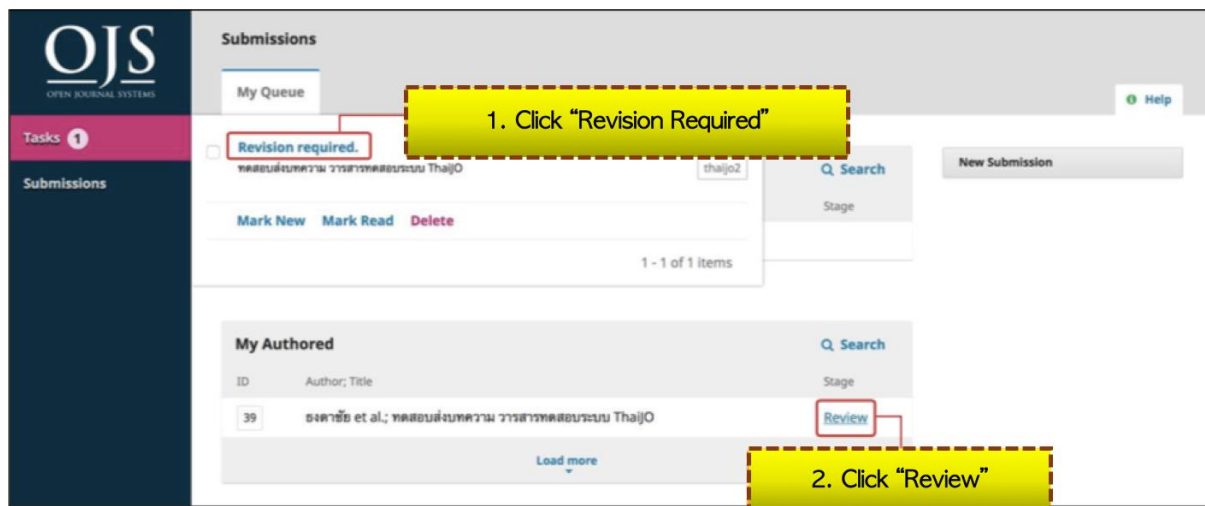 OJS
OPEN JOURNAL SYSTEMS
Tasks 1
Submissions
Submissions
My Queue
Help
1. Click “Revision Required”
Revision required.
ทดสอบส่งบทความ วารสารทดสอบระบบ ThaiJO
thaijo2
Search
Stage
New Submission
Mark New Mark Read Delete
1 - 1 of 1 items
My Authored
Search
ID Author; Title Stage
39 ธงดาชัย et al.; ทดสอบส่งบทความ วารสารทดสอบระบบ ThaiJO Review
Load more
2. Click “Review”